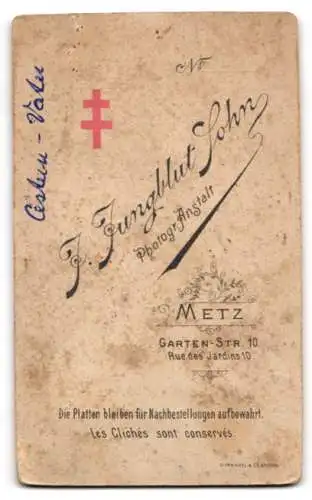 No
J. Jungblut Sohn
Photogr. Anstalt
METZ
GARTEN-STR. 10
Rue des Jardins 10.
Die Platten bleiben für Nachbestellungen aufbewahrt.
Les Clichés sont conservés.
Vater